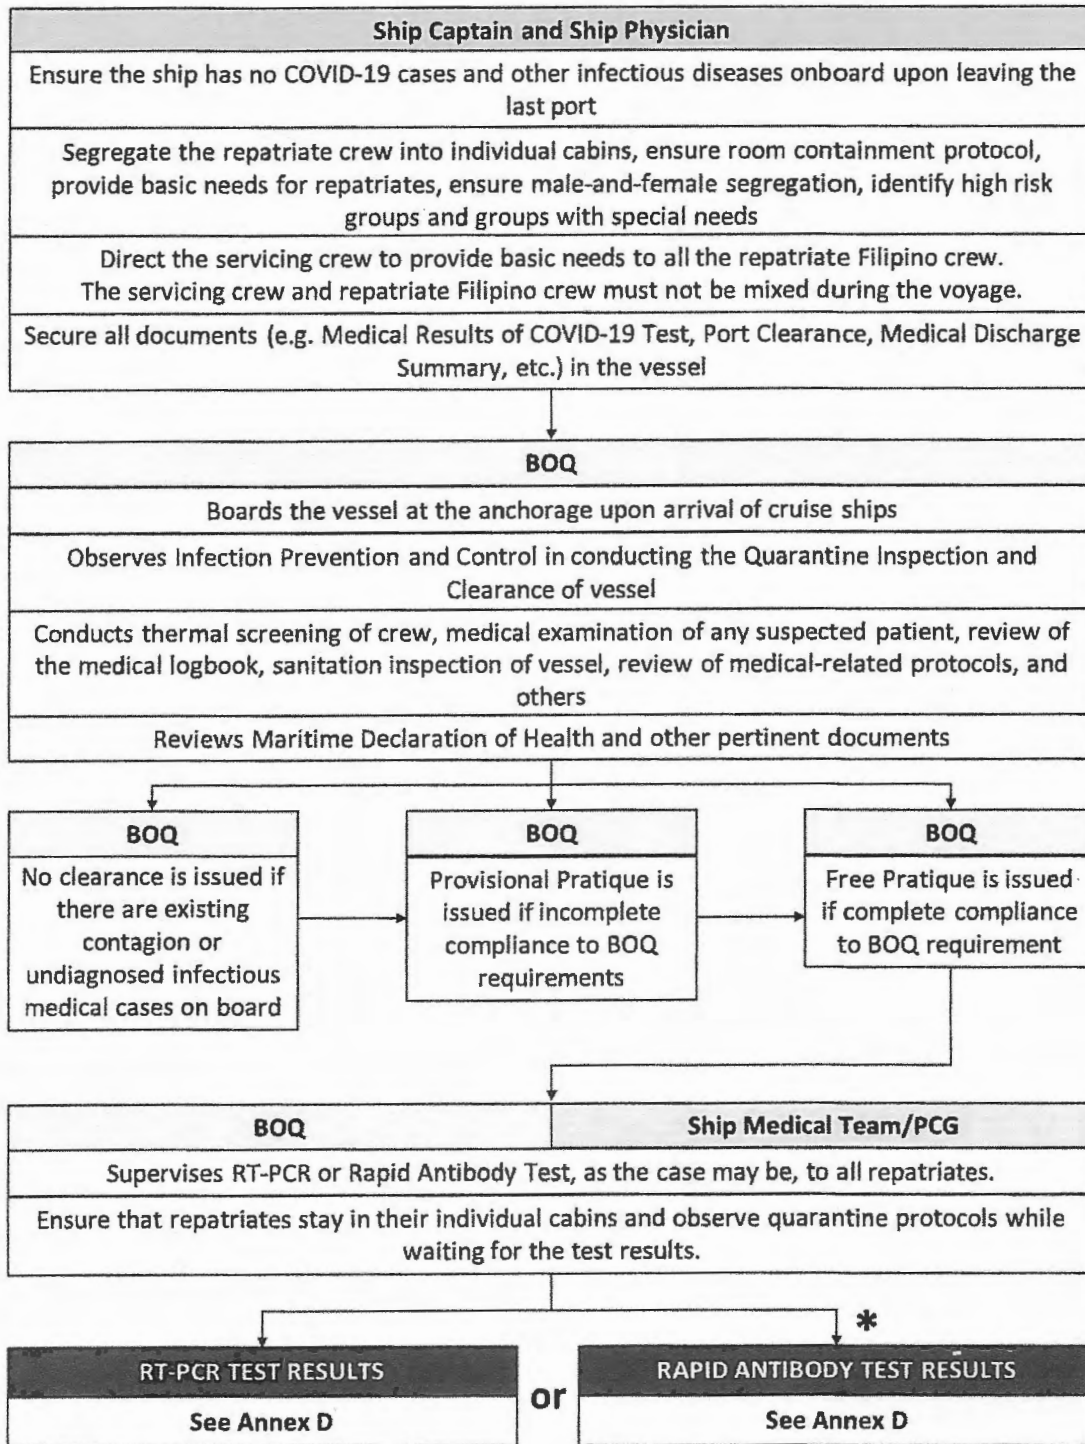 Ship Captain and Ship Physician
Ensure the ship has no COVID-19 cases and other infectious diseases onboard upon leaving the
last port
Segregate the repatriate crew into individual cabins, ensure room containment protocol,
provide basic needs for repatriates, ensure male-and-female segregation, identify high risk
groups and groups with special needs
Direct the servicing crew to provide basic needs to all the repatriate Filipino crew.
The servicing crew and repatriate Filipino crew must not be mixed during the voyage.
Secure all documents (e.g. Medical Results of COVID-19 Test, Port Clearance, Medical Discharge
Summary, etc.) in the vessel
BOQ
Boards the vessel at the anchorage upon arrival of cruise ships
Observes Infection Prevention and Control in conducting the Quarantine Inspection and
Clearance of vessel
Conducts thermal screening of crew, medical examination of any suspected patient, review of
the medical logbook, sanitation inspection of vessel, review of medical-related protocols, and
others
Reviews Maritime Declaration of Health and other pertinent documents
BOQ
No clearance is issued if
there are existing
contagion or
undiagnosed infectious
medical cases on board
BOQ
Provisional Pratique is
issued if incomplete
compliance to BOQ
requirements
BOQ
Free Pratique is issued
if complete compliance
to BOQ requirement
BOQ
Ship Medical Team/PCG
Supervises RT-PCR or Rapid Antibody Test, as the case may be, to all repatriates.
Ensure that repatriates stay in their individual cabins and observe quarantine protocols while
waiting for the test results.
*
RT-PCR TEST RESULTS
See Annex D
or
RAPID ANTIBODY TEST RESULTS
See Annex D